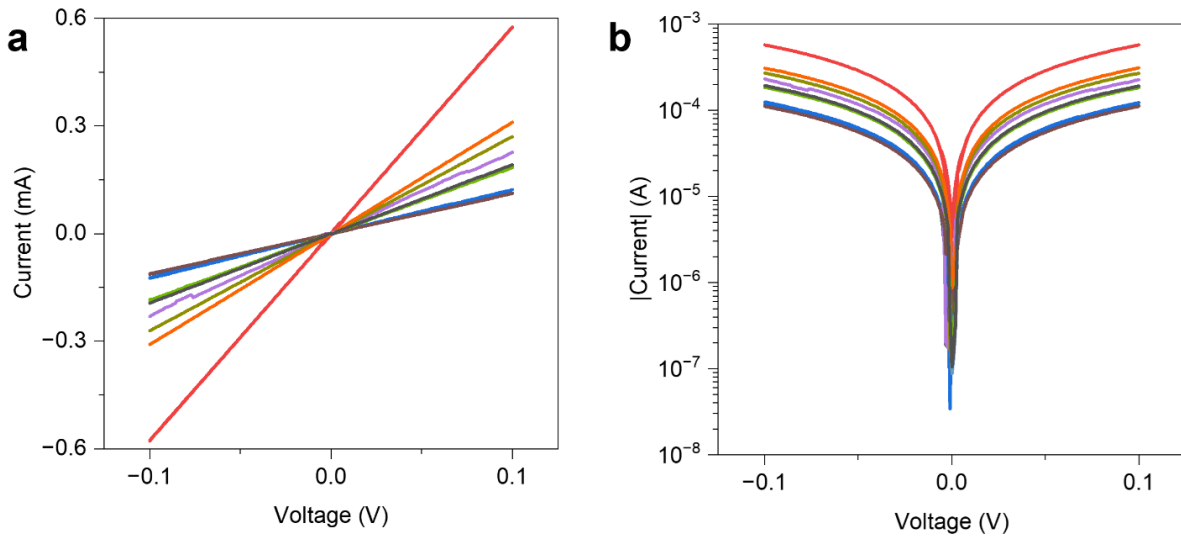 a
0.6
0.3
0.0
−0.3
−0.6
Current (mA)
−0.1
0.0
0.1
Voltage (V)
b
10⁻³
10⁻⁴
10⁻⁵
10⁻⁶
10⁻⁷
10⁻⁸
|Current| (A)
−0.1
0.0
0.1
Voltage (V)